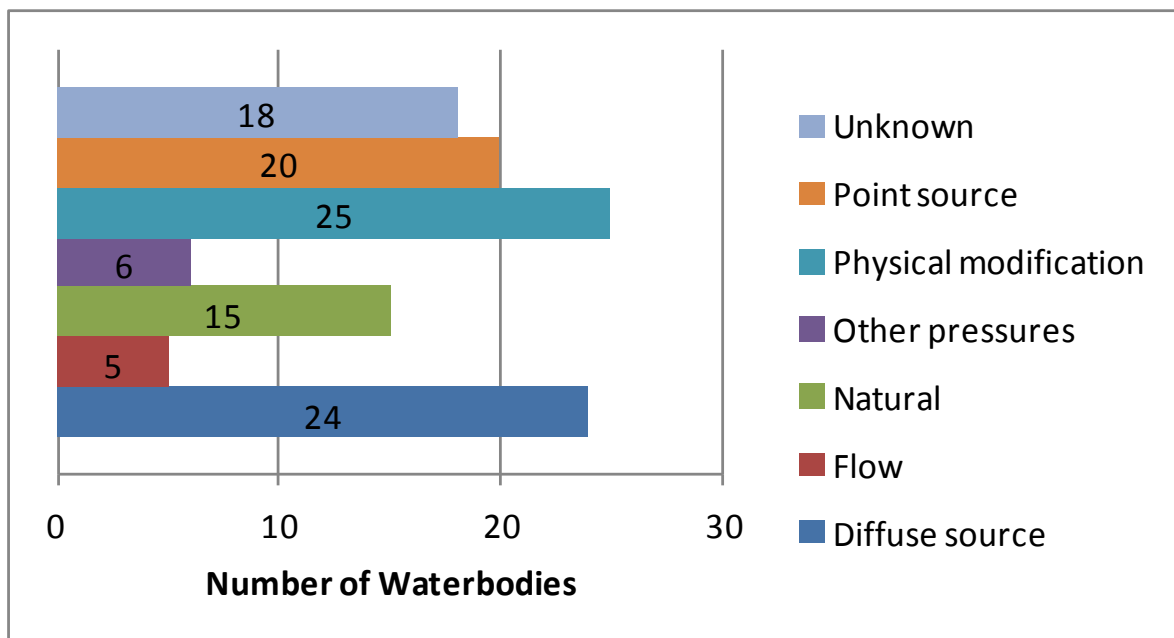 18
20
25
6
15
5
24
0 10 20 30
Number of Waterbodies
Unknown
Point source
Physical modification
Other pressures
Natural
Flow
Diffuse source